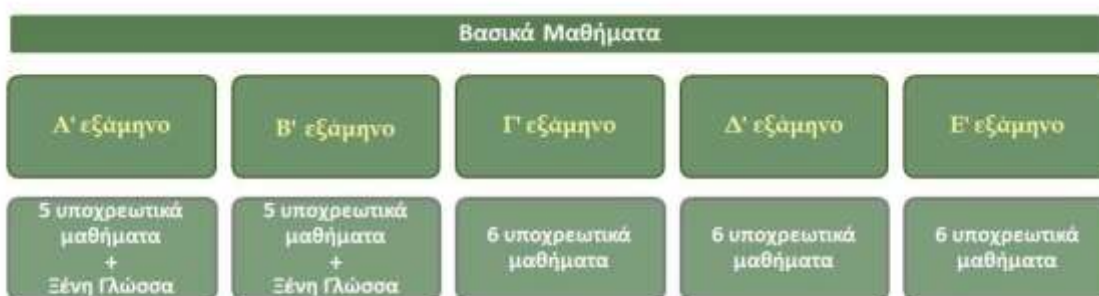 Βασικά Μαθήματα
Α' εξάμηνο
Β' εξάμηνο
Γ' εξάμηνο
Δ' εξάμηνο
Ε' εξάμηνο
5 υποχρεωτικά
μαθήματα
+
Ξένη Γλώσσα
5 υποχρεωτικά
μαθήματα
+
Ξένη Γλώσσα
6 υποχρεωτικά
μαθήματα
6 υποχρεωτικά
μαθήματα
6 υποχρεωτικά
μαθήματα